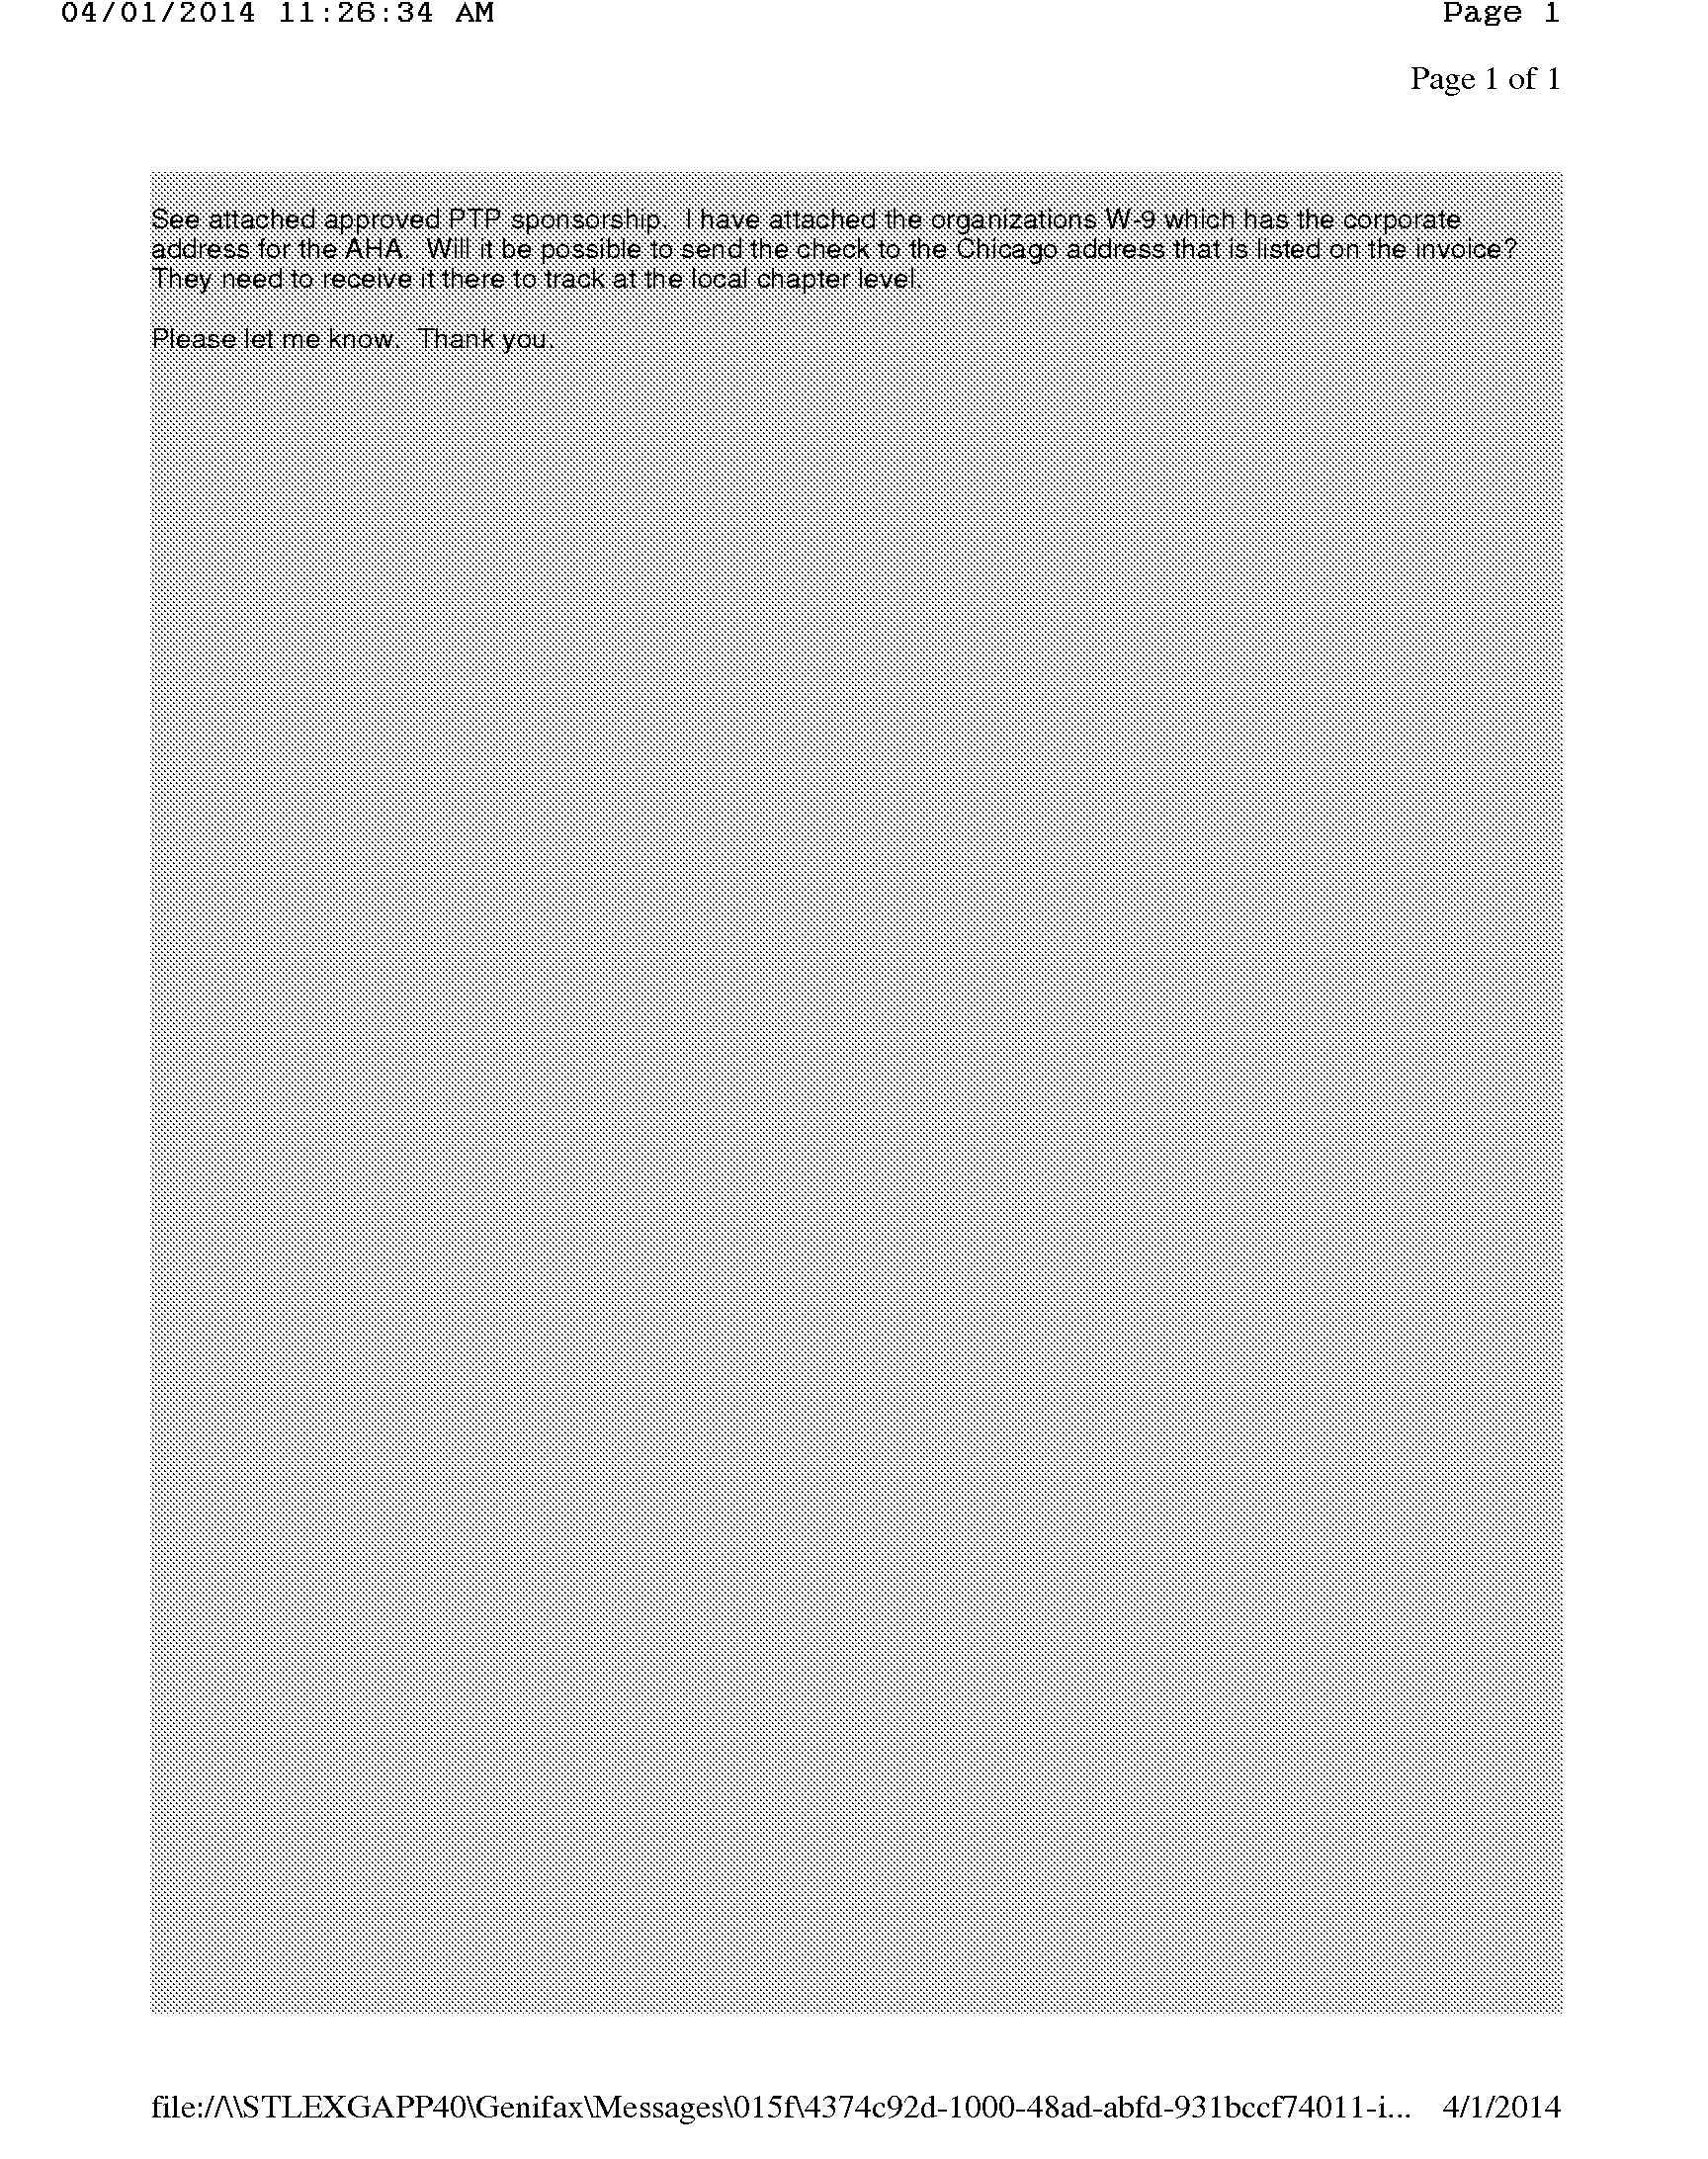 04/01/2014 11:26:34 AM Page 1
Page 1 of 1
See attached approved PTP sponsorship. I have attached the organizations W-9 which has the corporate
address for the AHA. Will it be possible to send the check to the Chicago address that is listed on the invoice?
They need to receive it there to track at the local chapter level.
Please let me know. Thank you.
file://\\STLEXGAPP40\Genifax\Messages\015f\4374c92d-1000-48ad-abfd-931bccf74011-i... 4/1/2014